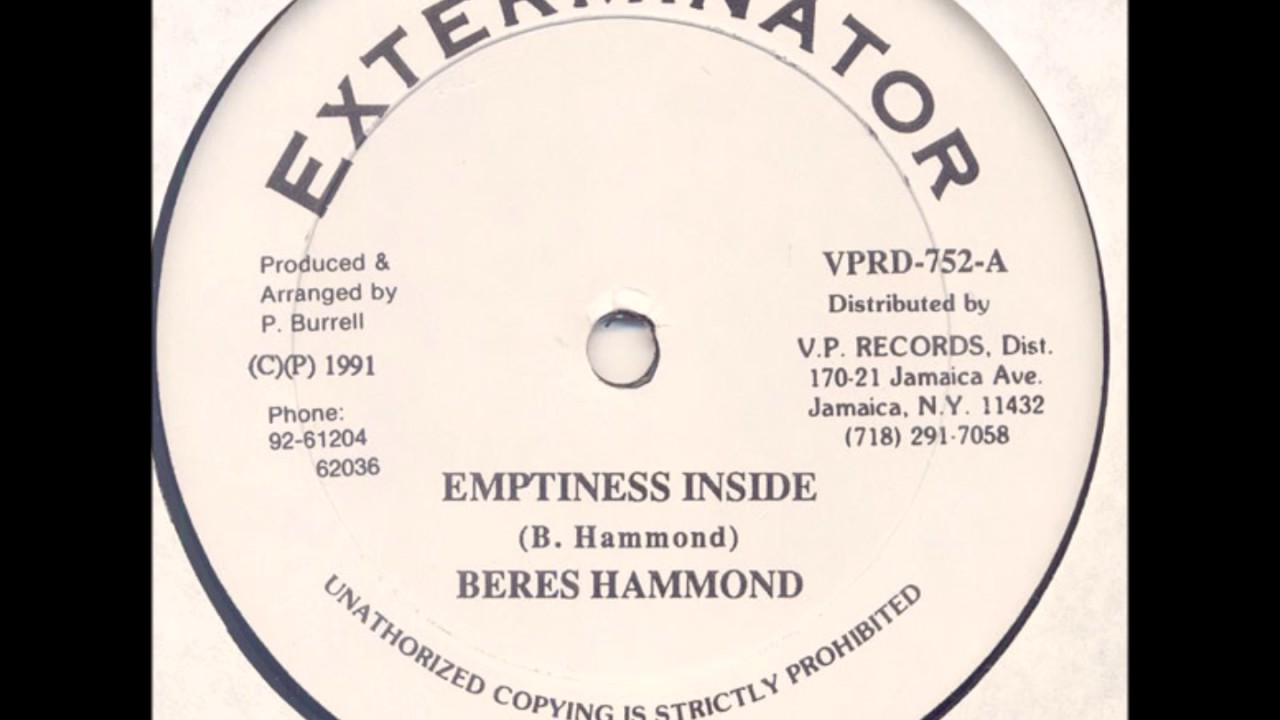 EXTERMINATOR
Produced &
Arranged by
P. Burrell
(C)(P) 1991
Phone:
92-61204
62036
VPRD-752-A
Distributed by
V.P. RECORDS, Dist.
170-21 Jamaica Ave.
Jamaica, N.Y. 11432
(718) 291-7058
EMPTINESS INSIDE
(B. Hammond)
BERES HAMMOND
UNATHORIZED COPYING IS STRICTLY PROHIBITED